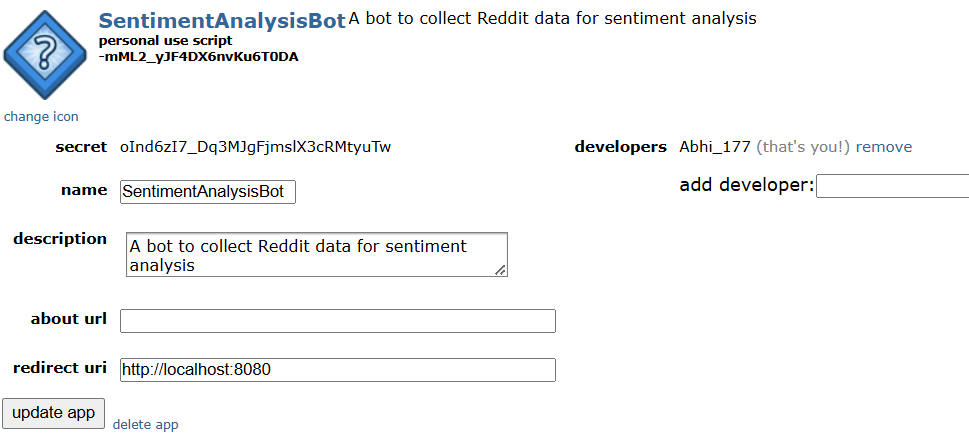 SentimentAnalysisBot A bot to collect Reddit data for sentiment analysis
personal use script
-mML2_yJF4DX6nvKu6T0DA
change icon
secret oInd6zI7_Dq3MJgFjmslX3cRMtyuTw developers Abhi_177 (that's you!) remove
name SentimentAnalysisBot add developer:
description A bot to collect Reddit data for sentiment
analysis
about url
redirect uri http://localhost:8080
update app delete app